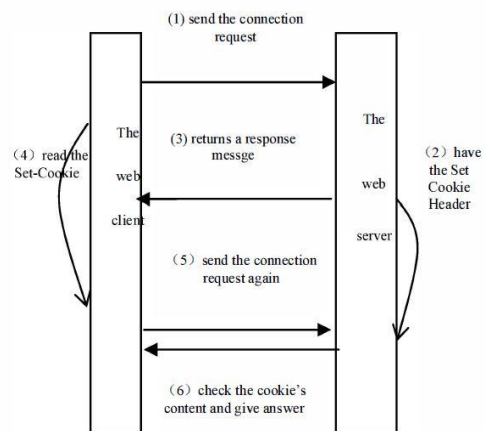 (1) send the connection
request
The
web
client
(3) returns a response
messge
The
web
server
(4) read the
Set-Cookie
(2) have
the Set
Cookie
Header
(5) send the connection
request again
(6) check the cookie's
content and give answer